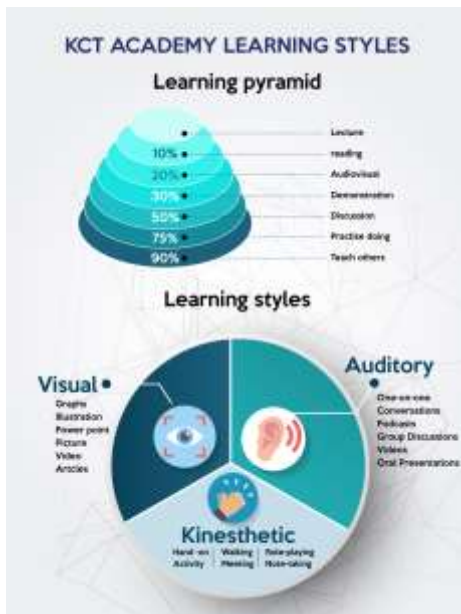 KCT ACADEMY LEARNING STYLES
Learning pyramid
Lecture
10% reading
20% Audiovisual
30% Demonstration
50% Discussion
75% Practise doing
90% Teach others
Learning styles
Visual
Graphs
Illustration
Power point
Picture
Video
Auditory
One-on-one
Conversations
Podcasts
Group Discussions
Videos
Oral Presentations
Kinesthetic
Hand-on | Walking | Role-playing
Activity | Meeting | Note-taking